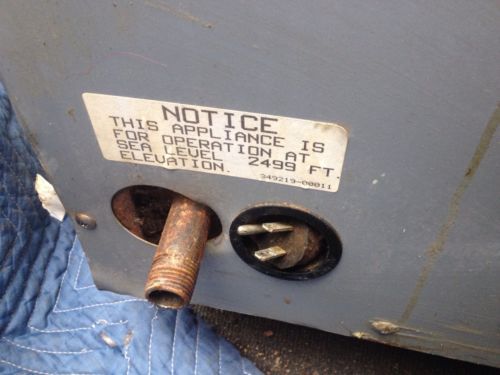 NOTICE
THIS APPLIANCE IS
FOR OPERATION AT
SEA LEVEL 2499 FT.
ELEVATION.
349219-00011